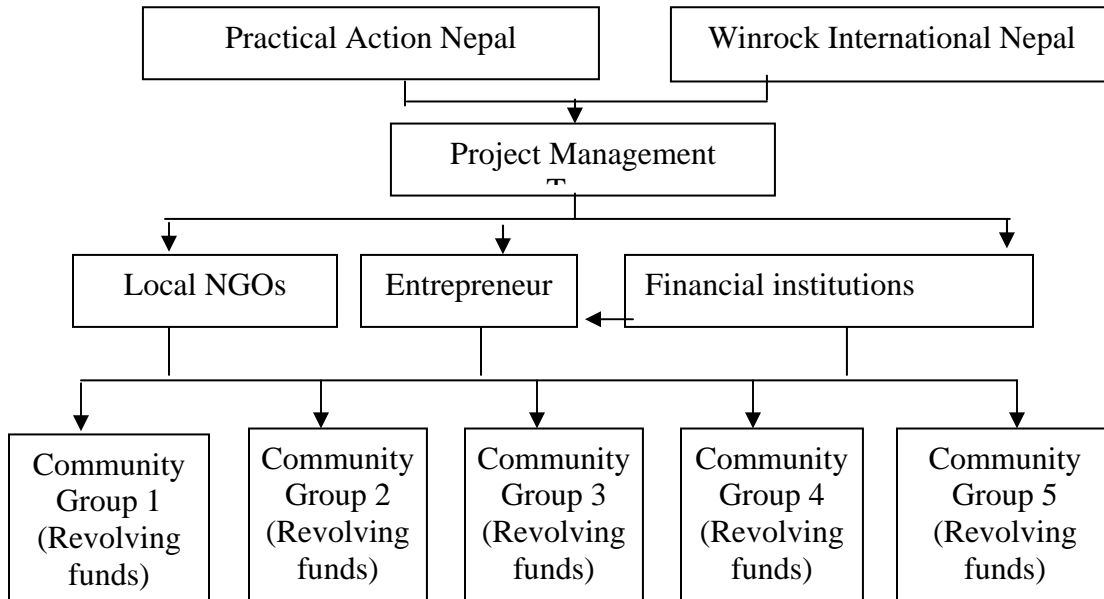 Practical Action Nepal
Winrock International Nepal
Project Management
Local NGOs
Entrepreneur
Financial institutions
Community
Group 1
(Revolving
funds)
Community
Group 2
(Revolving
funds)
Community
Group 3
(Revolving
funds)
Community
Group 4
(Revolving
funds)
Community
Group 5
(Revolving
funds)